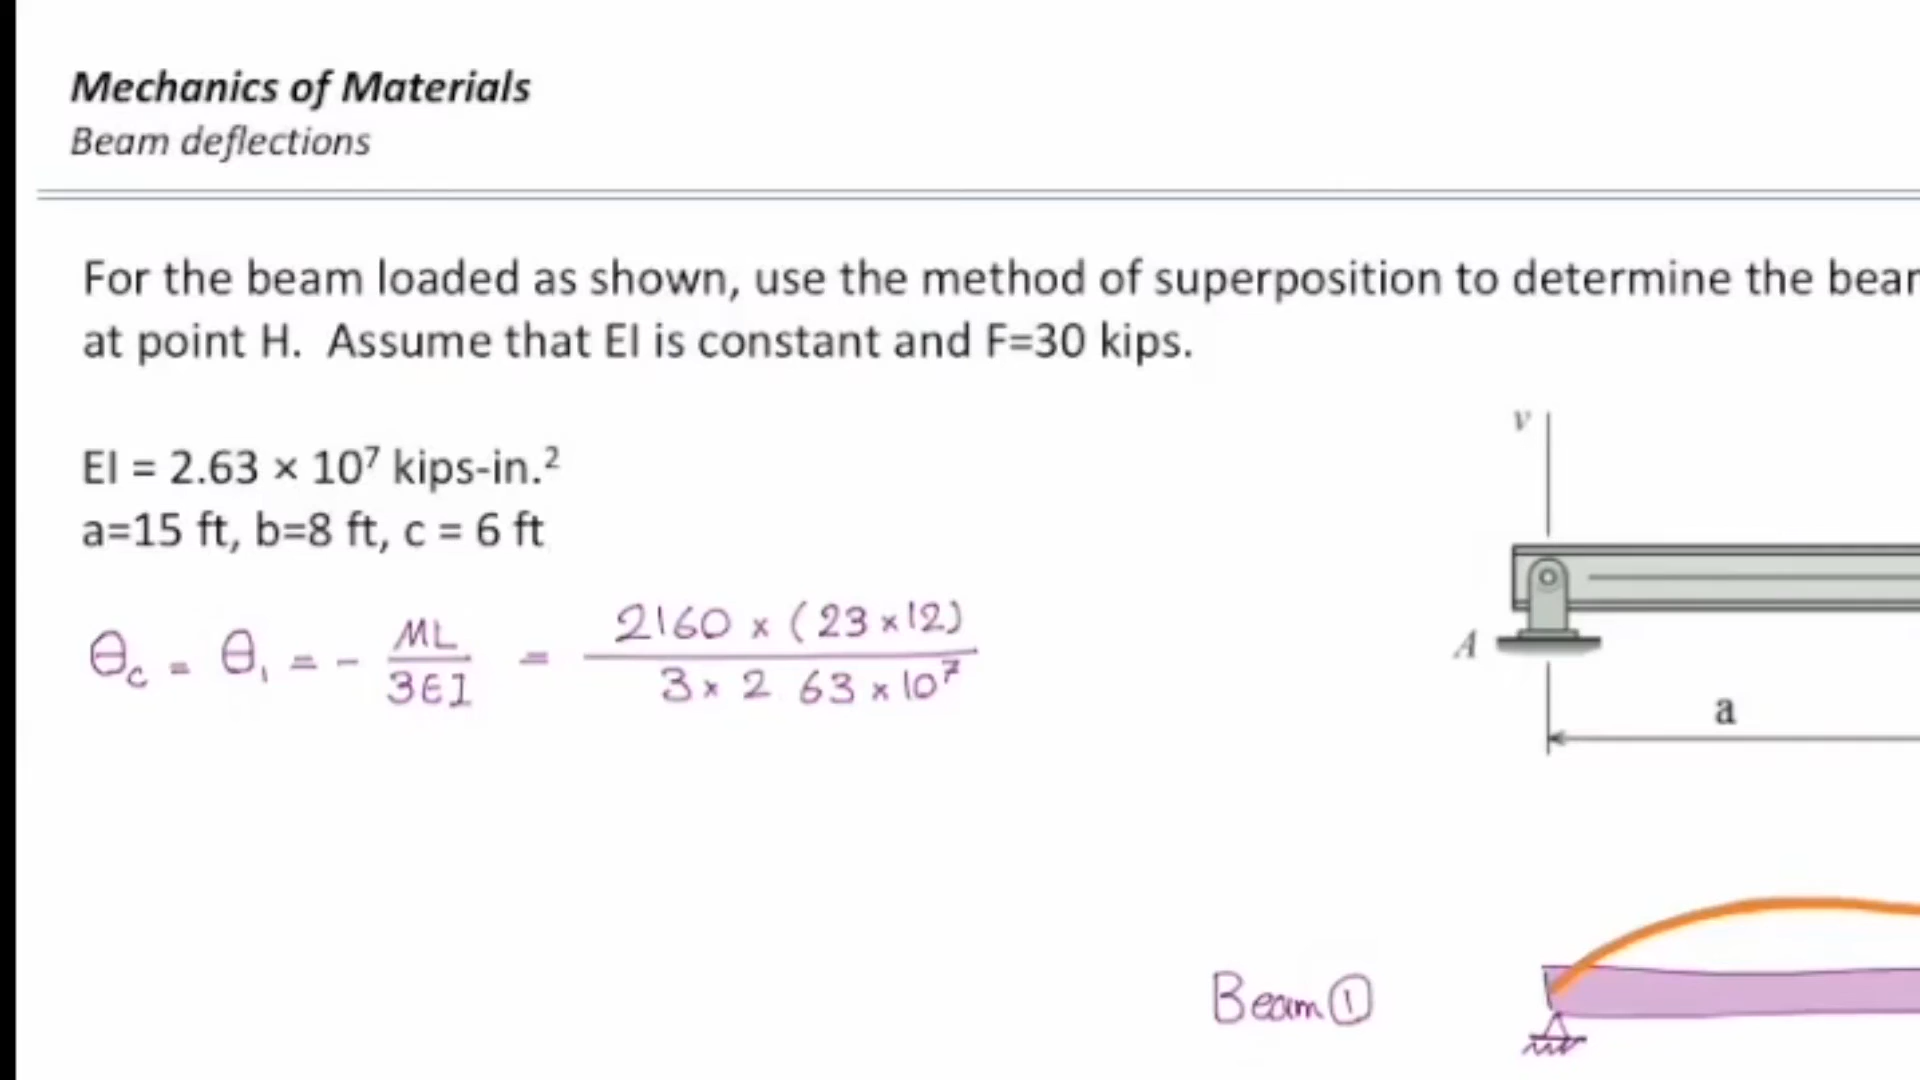 Mechanics of Materials
Beam deflections
For the beam loaded as shown, use the method of superposition to determine the
at point H. Assume that EI is constant and F=30 kips.
EI = 2.63 × 10⁷ kips-in.²
a=15 ft, b=8 ft, c = 6 ft
θc = θ₁ = - ML/3EI = 2160 x (23 x 12) / 3 x 2 63 x 10⁷
v
A
a
Beam ①